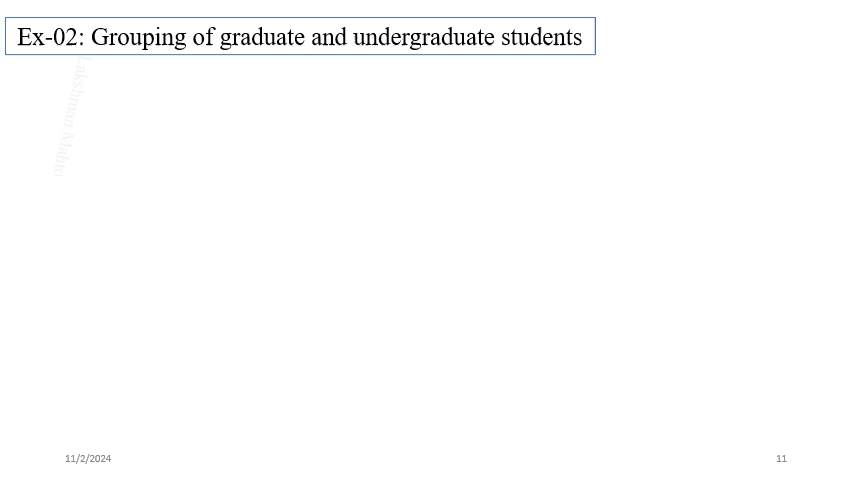 Ex-02: Grouping of graduate and undergraduate students
Lakshman Mahto
11/2/2024
11